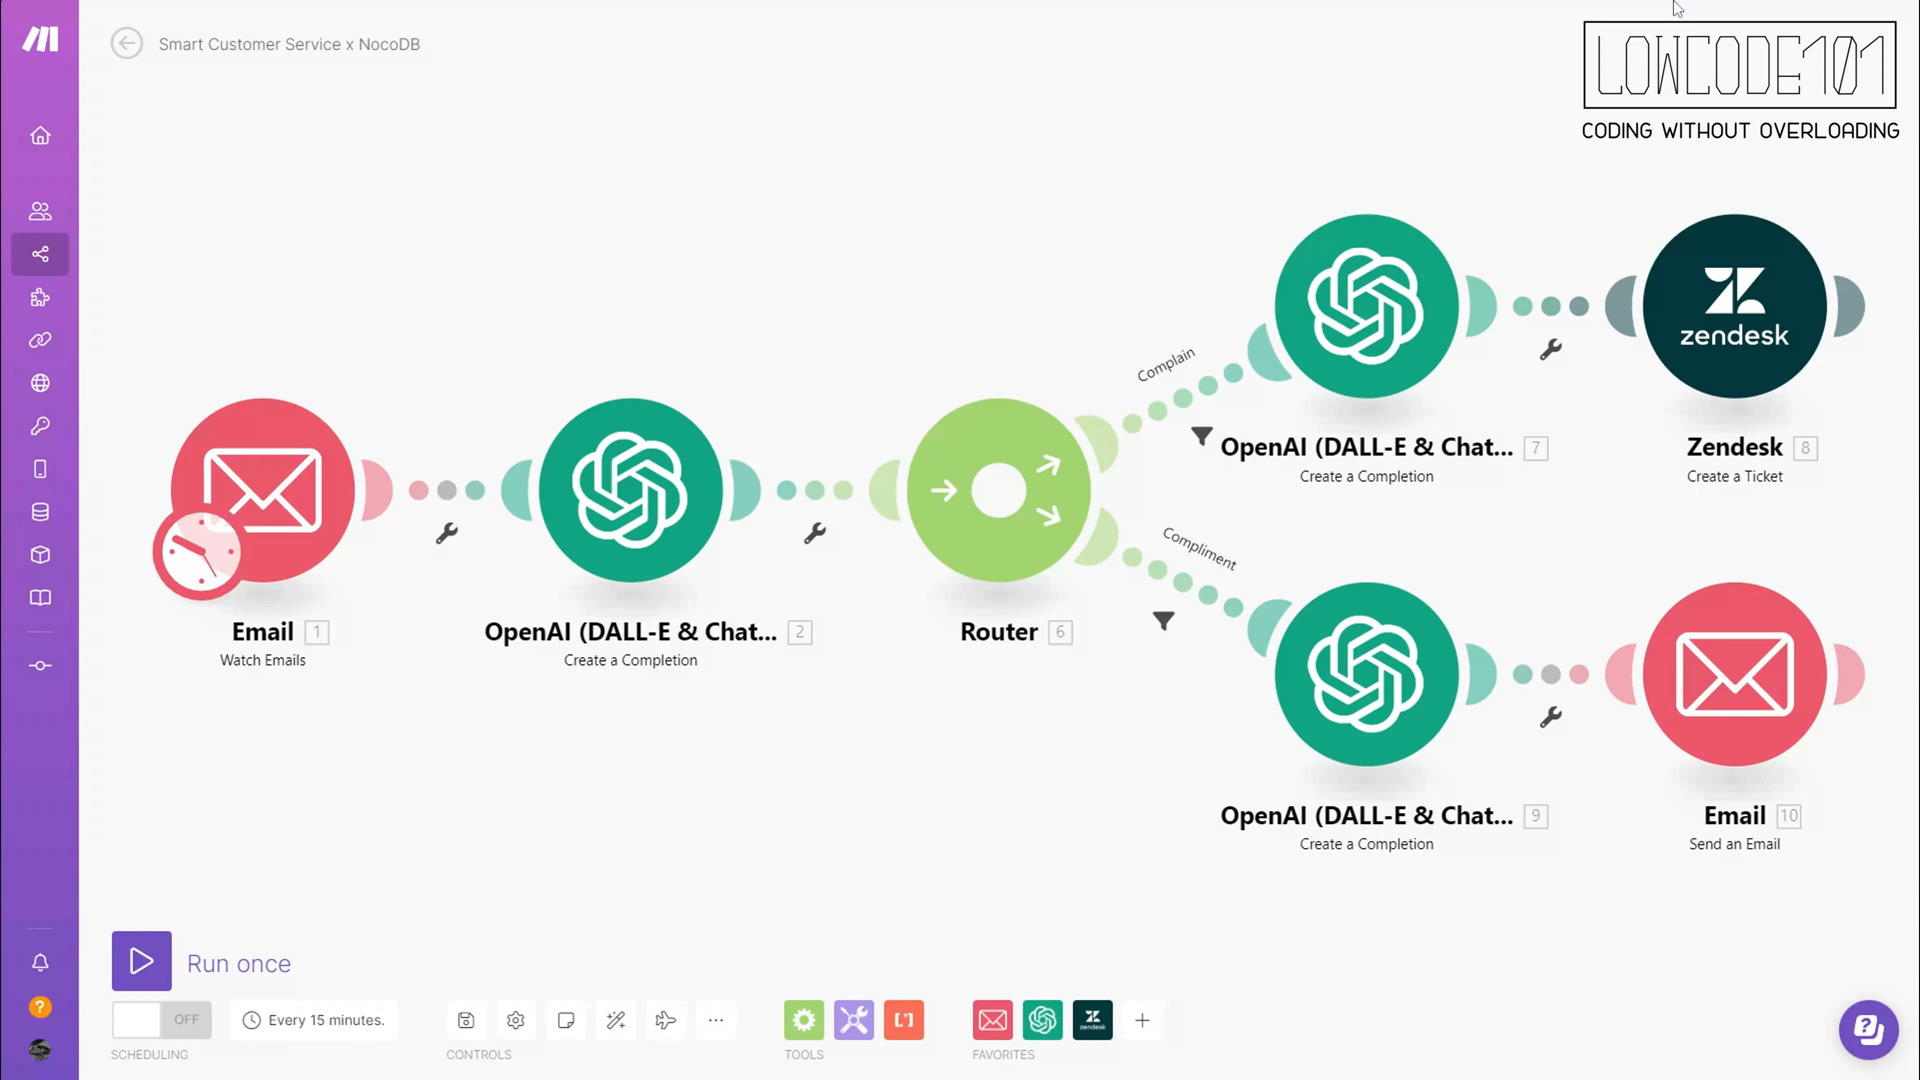 Smart Customer Service x NocoDB
LOWCODE101
CODING WITHOUT OVERLOADING
Complain
zendesk
OpenAI (DALL-E & Chat... 7
Create a Completion
Zendesk 8
Create a Ticket
Compliment
Email 1
Watch Emails
OpenAI (DALL-E & Chat... 2
Create a Completion
Router 6
OpenAI (DALL-E & Chat... 9
Create a Completion
Email 10
Send an Email
Run once
OFF
Every 15 minutes.
zendesk
SCHEDULING
CONTROLS
TOOLS
FAVORITES